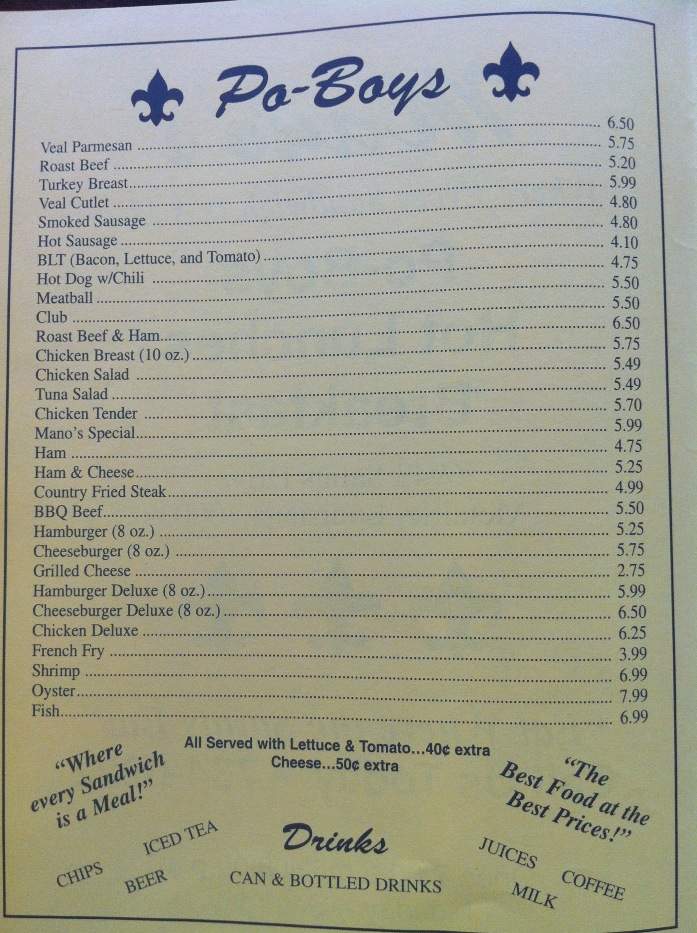 Po-Boys
Veal Parmesan ........ 6.50
Roast Beef ........ 5.75
Turkey Breast ........ 5.20
Veal Cutlet ........ 5.99
Smoked Sausage ........ 4.80
Hot Sausage ........ 4.80
BLT (Bacon, Lettuce, and Tomato) ........ 4.10
Hot Dog w/Chili ........ 4.75
Meatball ........ 5.50
Club ........ 5.50
Roast Beef & Ham ........ 6.50
Chicken Breast (10 oz.) ........ 5.75
Chicken Salad ........ 5.49
Tuna Salad ........ 5.49
Chicken Tender ........ 5.70
Mano's Special ........ 5.99
Ham ........ 4.75
Ham & Cheese ........ 5.25
Country Fried Steak ........ 4.99
BBQ Beef ........ 5.50
Hamburger (8 oz.) ........ 5.25
Cheeseburger (8 oz.) ........ 5.75
Grilled Cheese ........ 2.75
Hamburger Deluxe (8 oz.) ........ 5.99
Cheeseburger Deluxe (8 oz.) ........ 6.50
Chicken Deluxe ........ 6.25
French Fry ........ 3.99
Shrimp ........ 6.99
Oyster ........ 7.99
Fish ........ 6.99
All Served with Lettuce & Tomato...40¢ extra
Cheese...50¢ extra
"Where
every Sandwich
is a Meal!"
"The
Best Food at the
Best Prices!"
Drinks
CHIPS
ICED TEA
BEER
CAN & BOTTLED DRINKS
JUICES
COFFEE
MILK